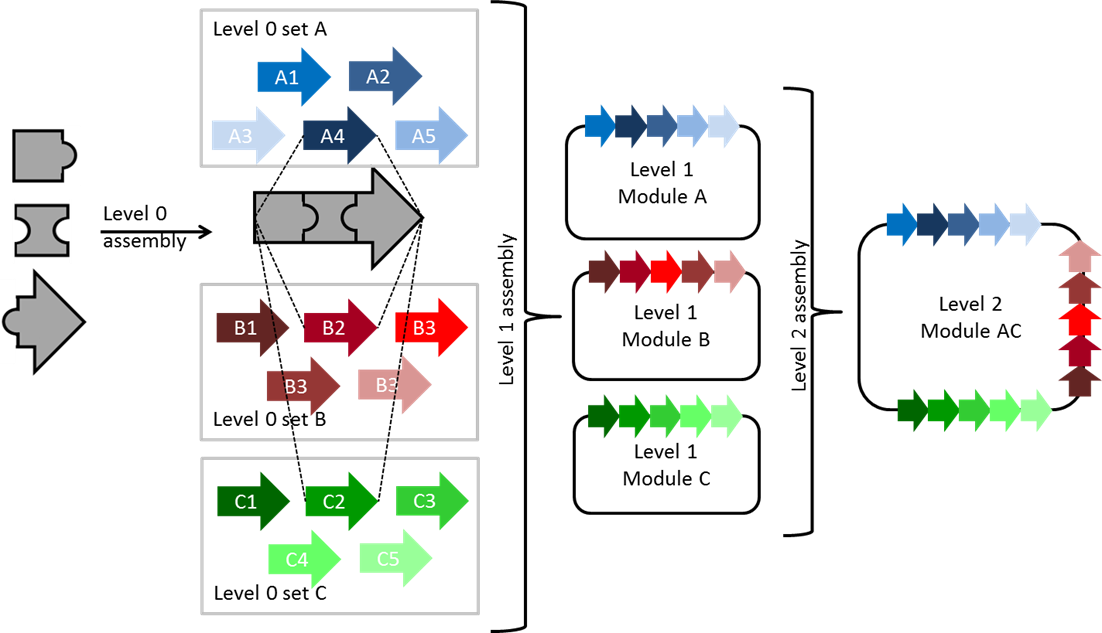 Level 0
assembly
Level 0 set A
A1
A2
A3
A4
A5
B1
B2
B3
B3
B3
Level 0 set B
C1
C2
C3
C4
C5
Level 0 set C
Level 1 assembly
Level 1
Module A
Level 1
Module B
Level 1
Module C
Level 2 assembly
Level 2
Module AC